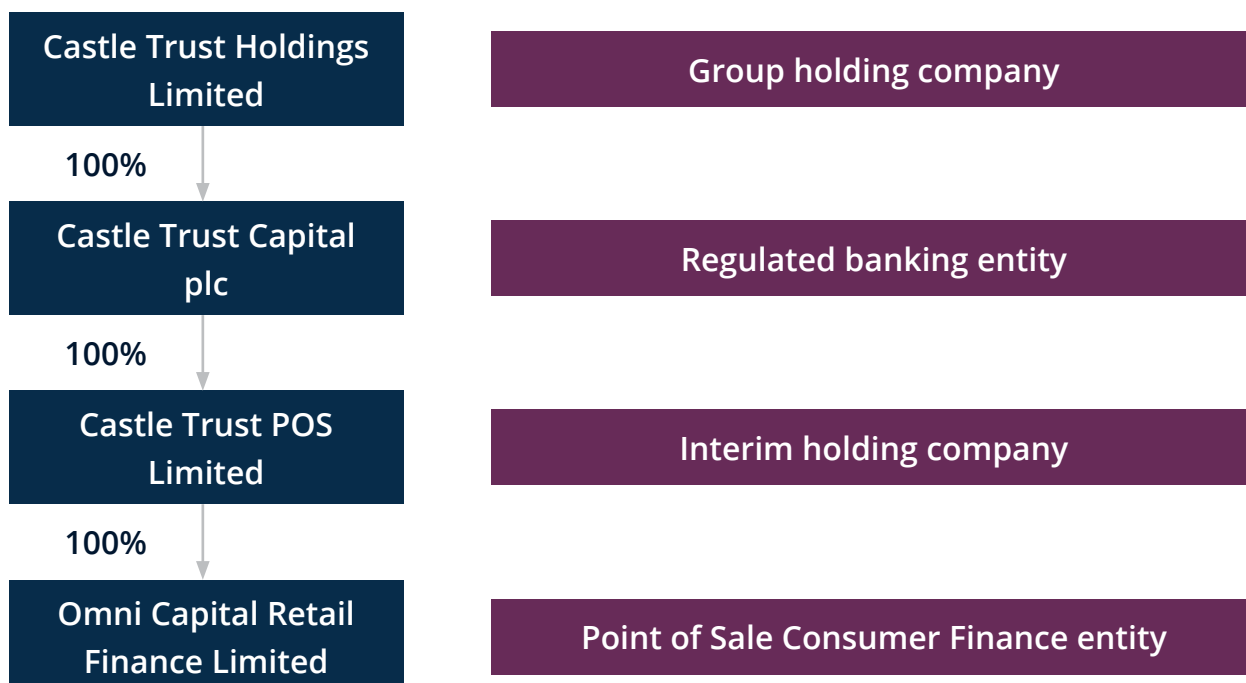 Castle Trust Holdings
Limited
Group holding company
100%
Castle Trust Capital
plc
Regulated banking entity
100%
Castle Trust POS
Limited
Interim holding company
100%
Omni Capital Retail
Finance Limited
Point of Sale Consumer Finance entity